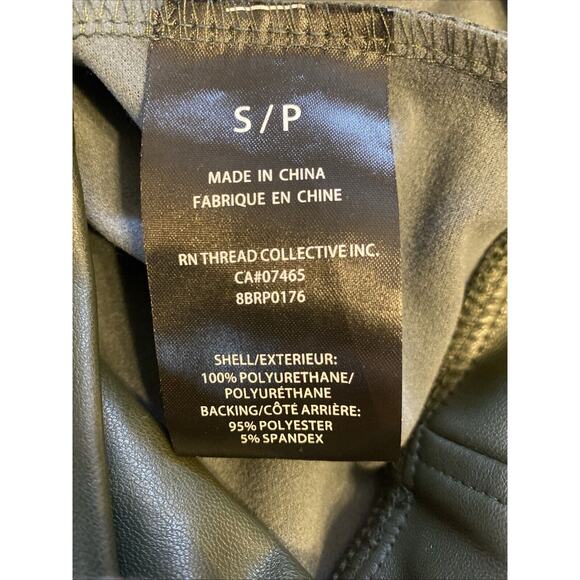 S / P
MADE IN CHINA
FABRIQUE EN CHINE
RN THREAD COLLECTIVE INC.
CA#07465
8BRP0176
SHELL/EXTERIEUR:
100% POLYURETHANE/
POLYURÉTHANE
BACKING/CÔTÉ ARRIÈRE:
95% POLYESTER
5% SPANDEX